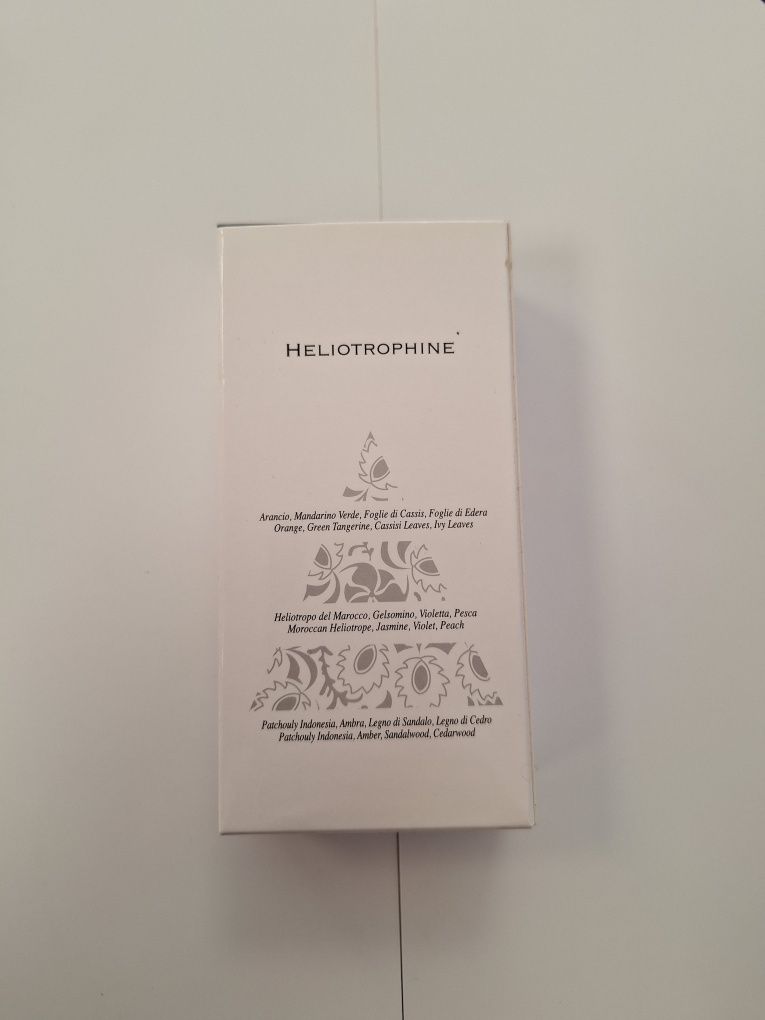 HELIOTROPHINE
Arancio, Mandarino Verde, Foglie di Cassis, Foglie di Edera
Orange, Green Tangerine, Cassisi Leaves, Ivy Leaves
Heliotropo del Marocco, Gelsomino, Violetta, Pesca
Moroccan Heliotrope, Jasmine, Violet, Peach
Patchouly Indonesia, Ambra, Legno di Sandalo, Legno di Cedro
Patchouly Indonesia, Amber, Sandalwood, Cedarwood